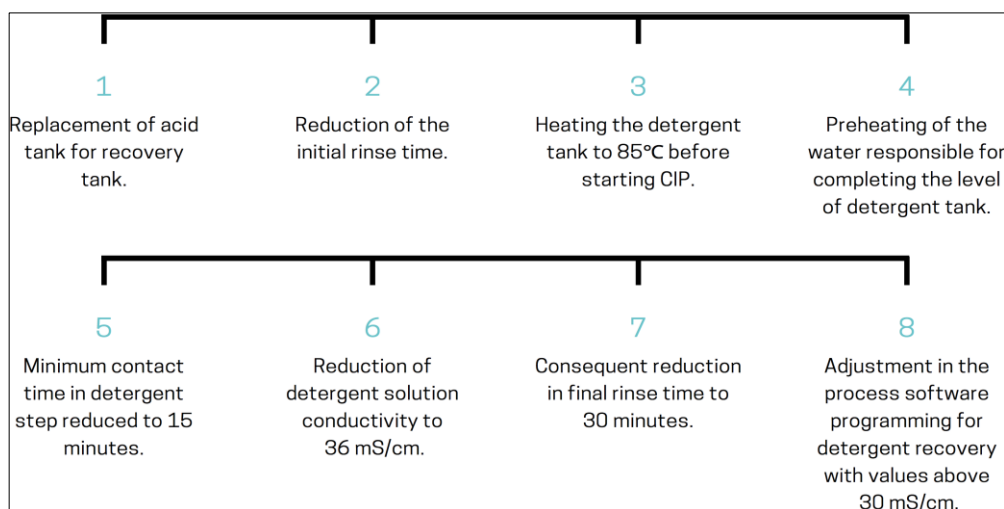 1
Replacement of acid
tank for recovery
tank.
2
Reduction of the
initial rinse time.
3
Heating the detergent
tank to 85℃ before
starting CIP.
4
Preheating of the
water responsible for
completing the level
of detergent tank.
5
Minimum contact
time in detergent
step reduced to 15
minutes.
6
Reduction of
detergent solution
conductivity to
36 mS/cm.
7
Consequent reduction
in final rinse time to
30 minutes.
8
Adjustment in the
process software
programming for
detergent recovery
with values above
30 mS/cm.